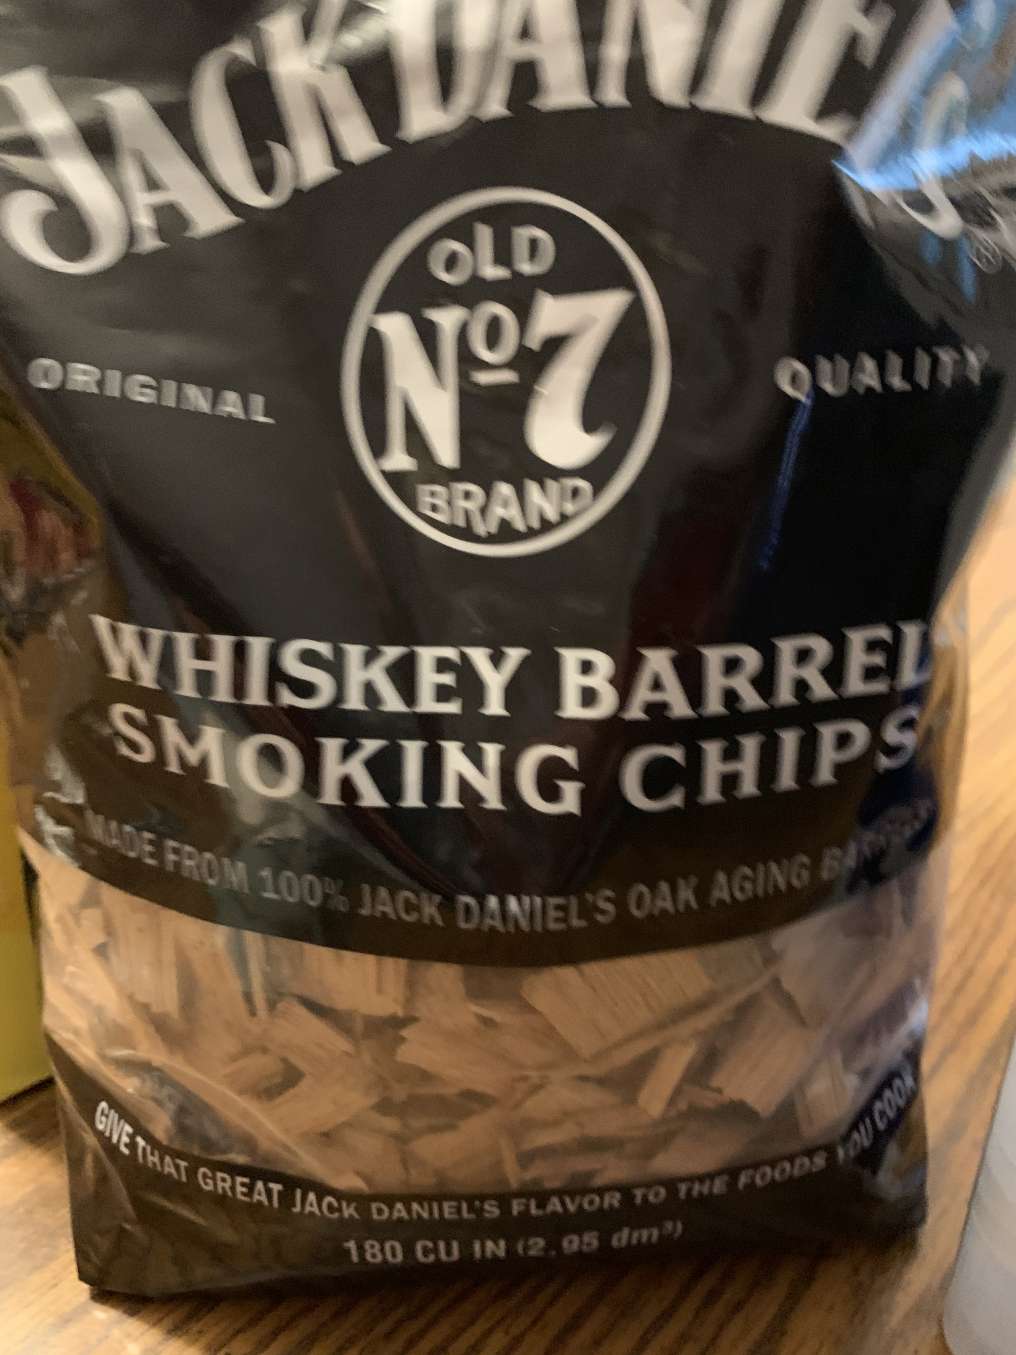 JACK DANIEL'S
®
OLD
Nº7
BRAND
ORIGINAL QUALITY
WHISKEY BARREL
SMOKING CHIPS
MADE FROM 100% JACK DANIEL'S OAK AGING BARRELS
GIVE THAT GREAT JACK DANIEL'S FLAVOR TO THE FOODS YOU COOK
180 CU IN (2.95 dm³)